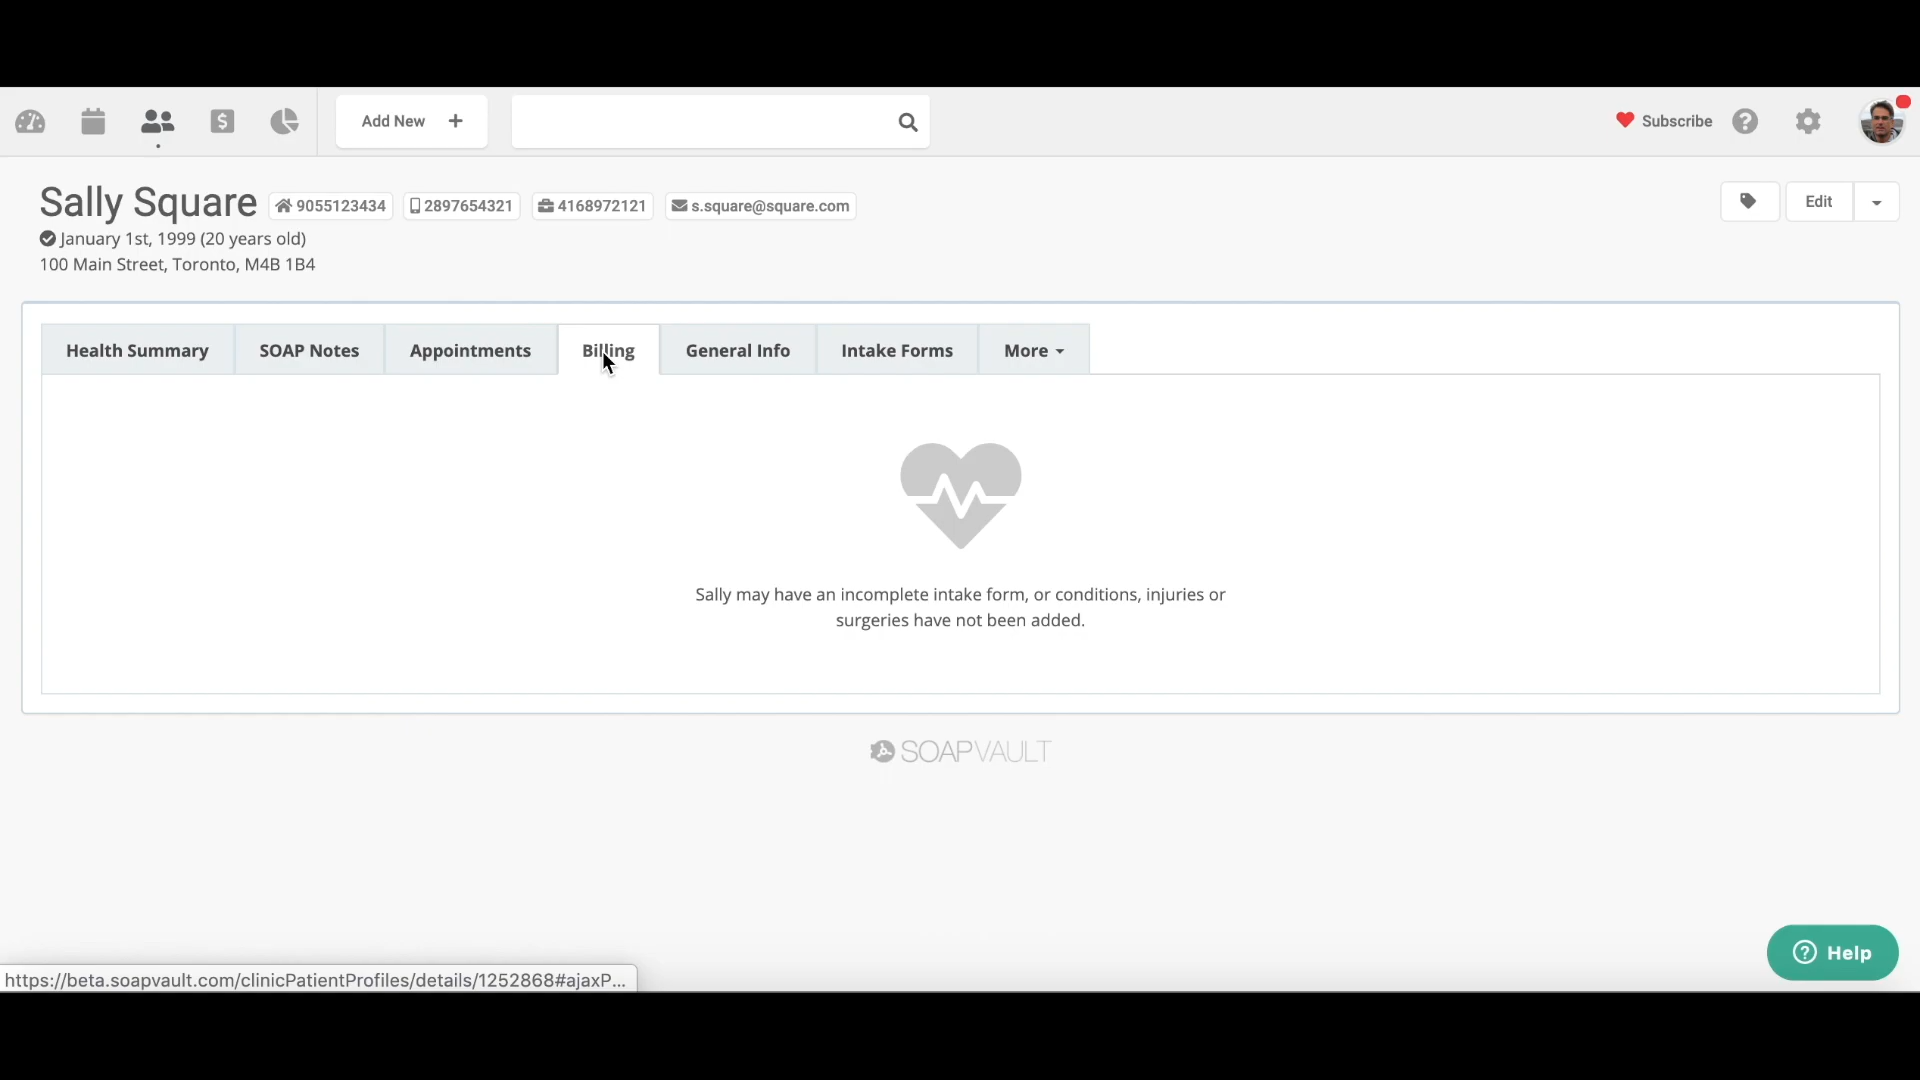 Add New +
Subscribe
Sally Square 9055123434 2897654321 4168972121 s.square@square.com
Edit
January 1st, 1999 (20 years old)
100 Main Street, Toronto, M4B 1B4
Health Summary SOAP Notes Appointments Billing General Info Intake Forms More
Sally may have an incomplete intake form, or conditions, injuries or
surgeries have not been added.
SOAPVAULT
Help
https://beta.soapvault.com/clinicPatientProfiles/details/1252868#ajaxP...